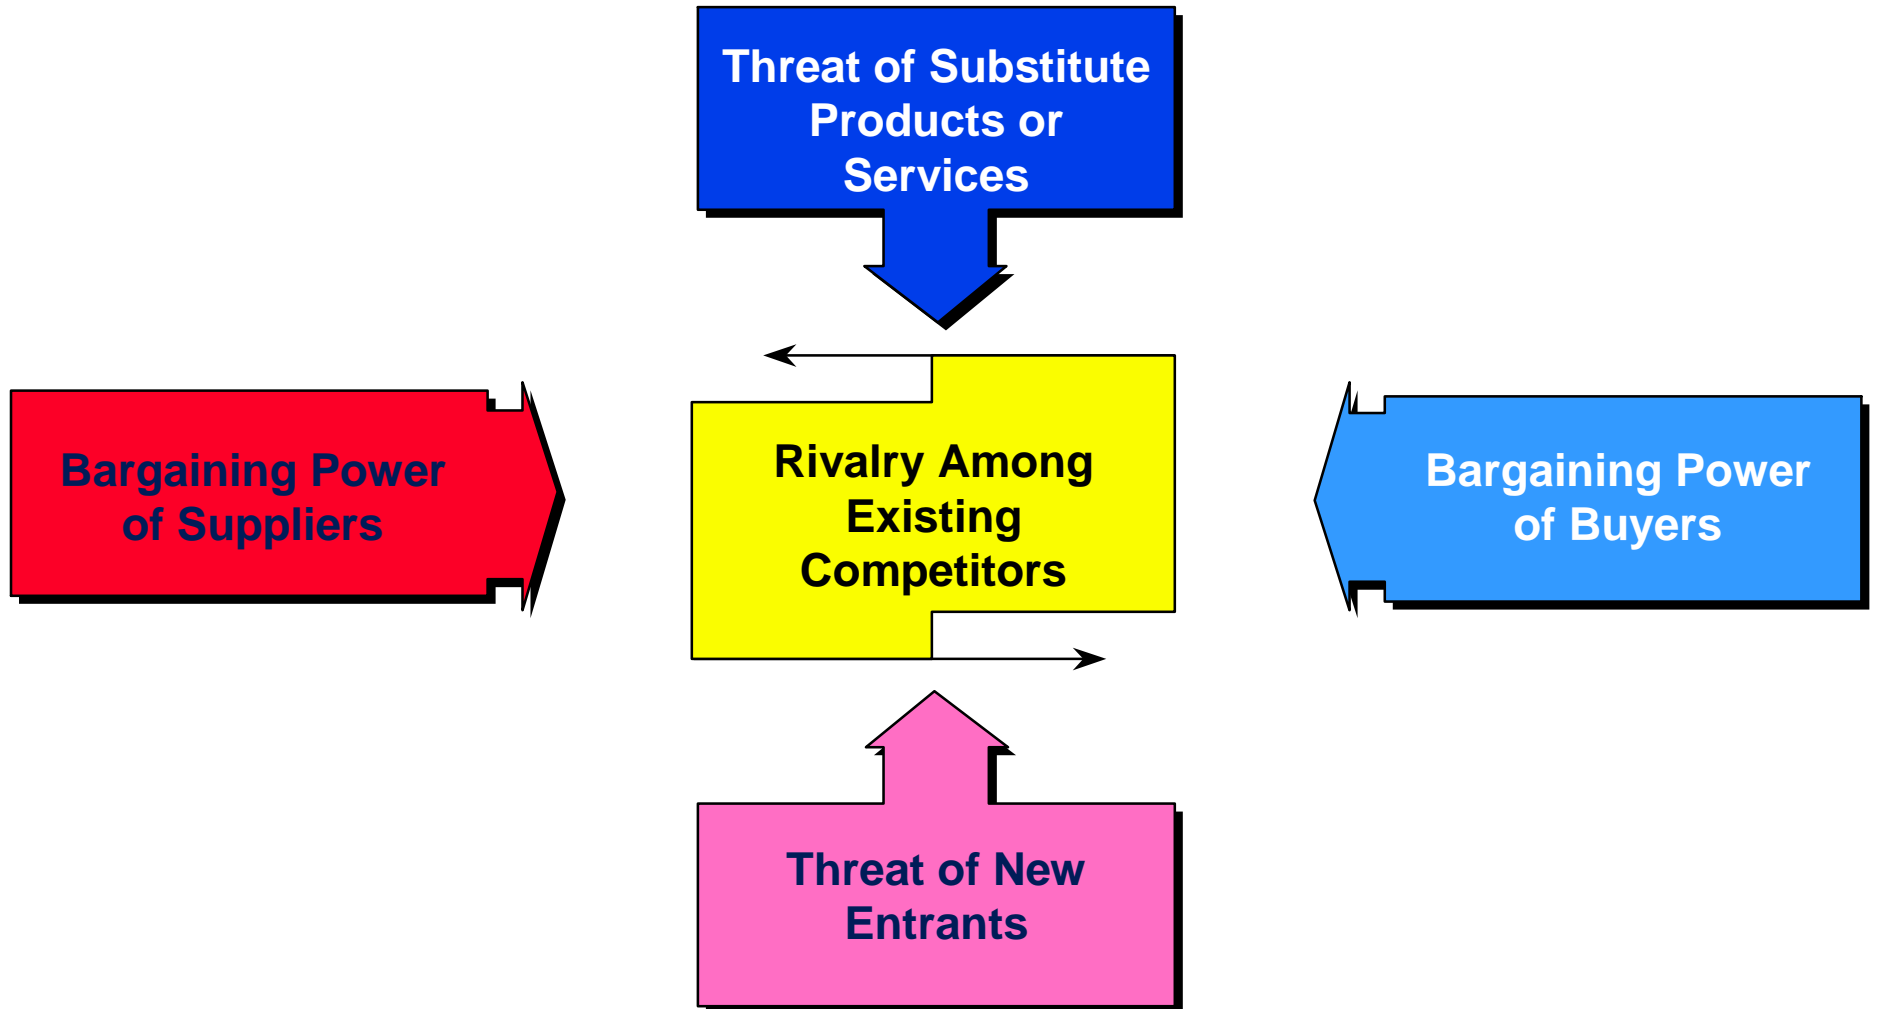 Threat of Substitute
Products or
Services
Bargaining Power
of Suppliers
Rivalry Among
Existing
Competitors
Bargaining Power
of Buyers
Threat of New
Entrants